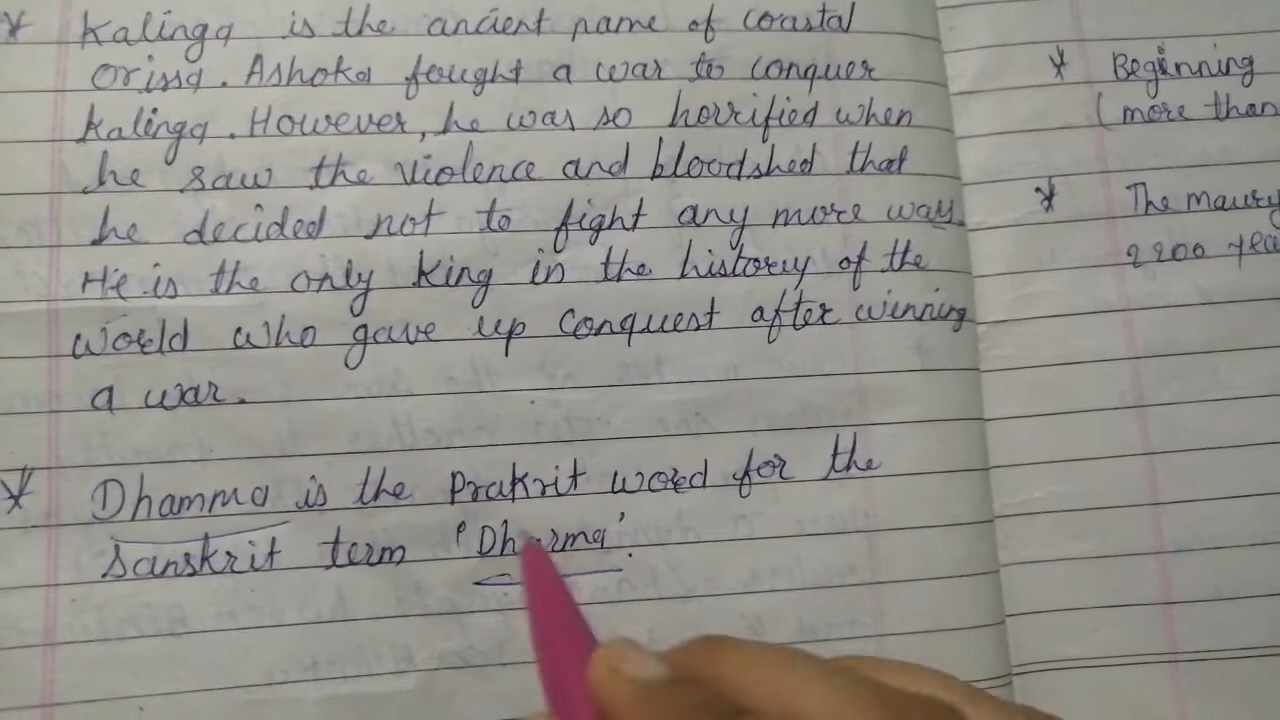 * Kalinga is the ancient name of coastal
Orissa. Ashoka fought a war to conquer
Kalinga. However, he was so horrified when
he saw the violence and bloodshed that
he decided not to fight any more wars.
He is the only king in the history of the
world who gave up conquest after winning
a war.
* Dhamma is the Prakrit word for the
Sanskrit term 'Dharma'.
* Beginning
(more than
* The maury
2200 yea